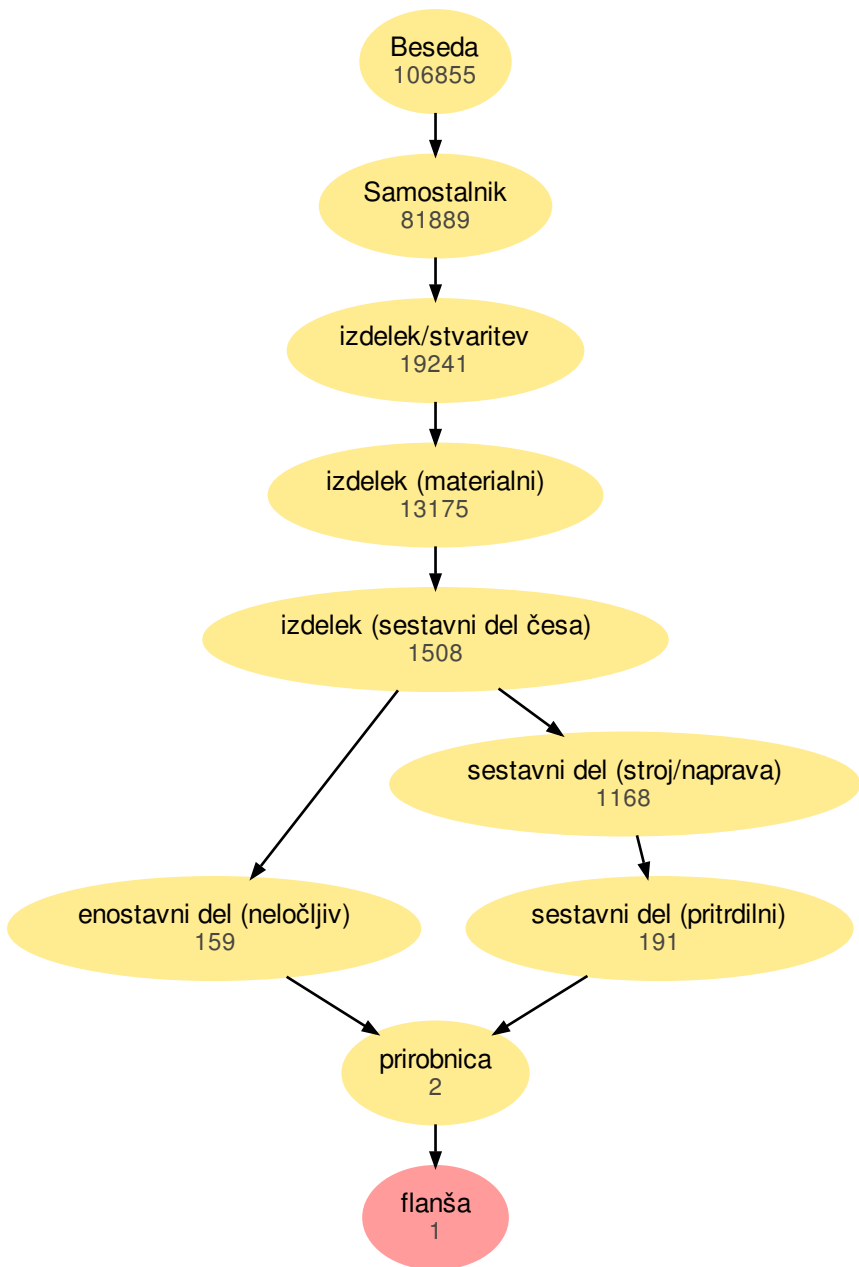 Beseda
106855
Samostalnik
81889
izdelek/stvaritev
19241
izdelek (materialni)
13175
izdelek (sestavni del česa)
1508
sestavni del (stroj/naprava)
1168
enostavni del (neločljiv)
159
sestavni del (pritrdilni)
191
prirobnica
2
flanša
1